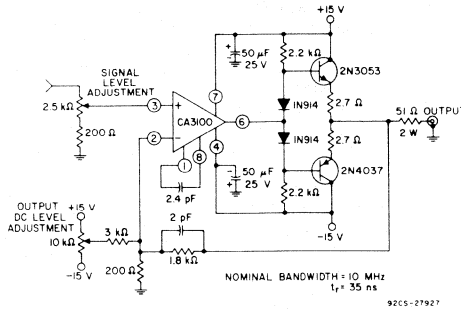 +15 V
50 µF
25 V
2.2 kΩ
2N3053
SIGNAL
LEVEL
ADJUSTMENT
7
2.5 kΩ
3
+
CA3100
6
1N914
2.7 Ω
51 Ω OUTPUT
2 W
200 Ω
2
−
4
1N914
2.7 Ω
1
8
50 µF
25 V
2N4037
2.2 kΩ
2.4 pF
OUTPUT
DC LEVEL
ADJUSTMENT
+15 V
−15 V
2 pF
3 kΩ
10 kΩ
−15 V
200 Ω
1.8 kΩ
NOMINAL BANDWIDTH = 10 MHz
tr = 35 ns
92CS-27927